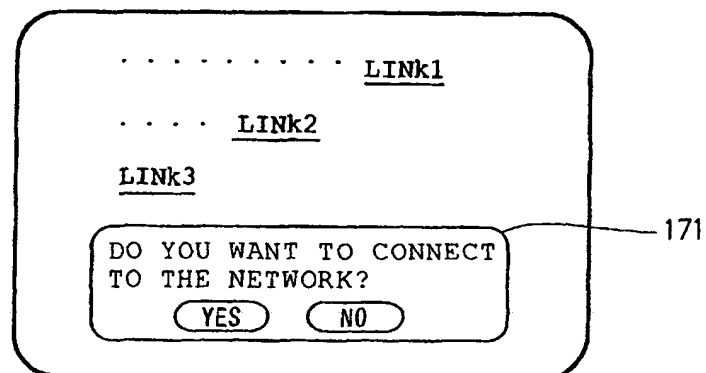 . . . . . . . . . . LINk1
. . . . LINk2
LINk3
DO YOU WANT TO CONNECT
TO THE NETWORK?
YES NO
171